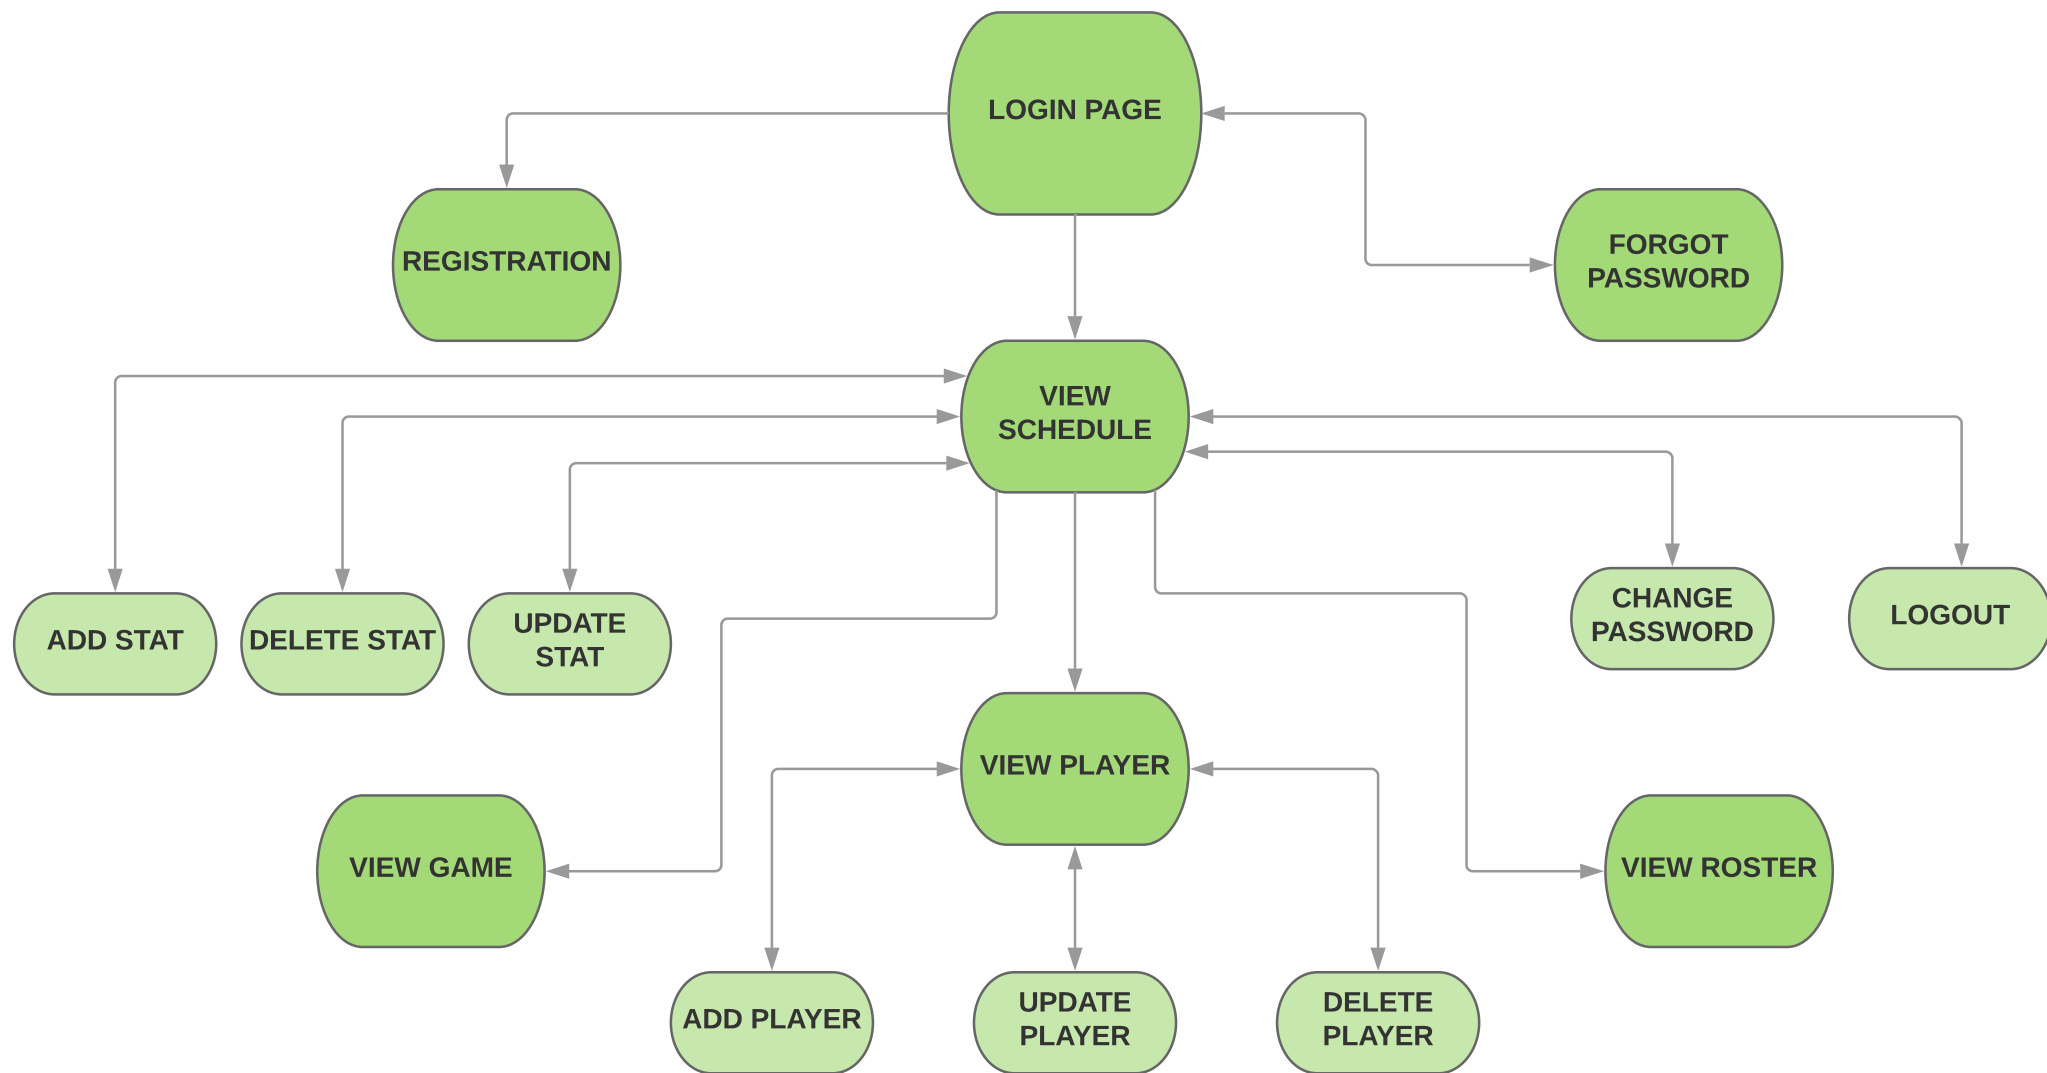 LOGIN PAGE
REGISTRATION
FORGOT
PASSWORD
VIEW
SCHEDULE
ADD STAT
DELETE STAT
UPDATE
STAT
CHANGE
PASSWORD
LOGOUT
VIEW PLAYER
VIEW GAME
VIEW ROSTER
ADD PLAYER
UPDATE
PLAYER
DELETE
PLAYER